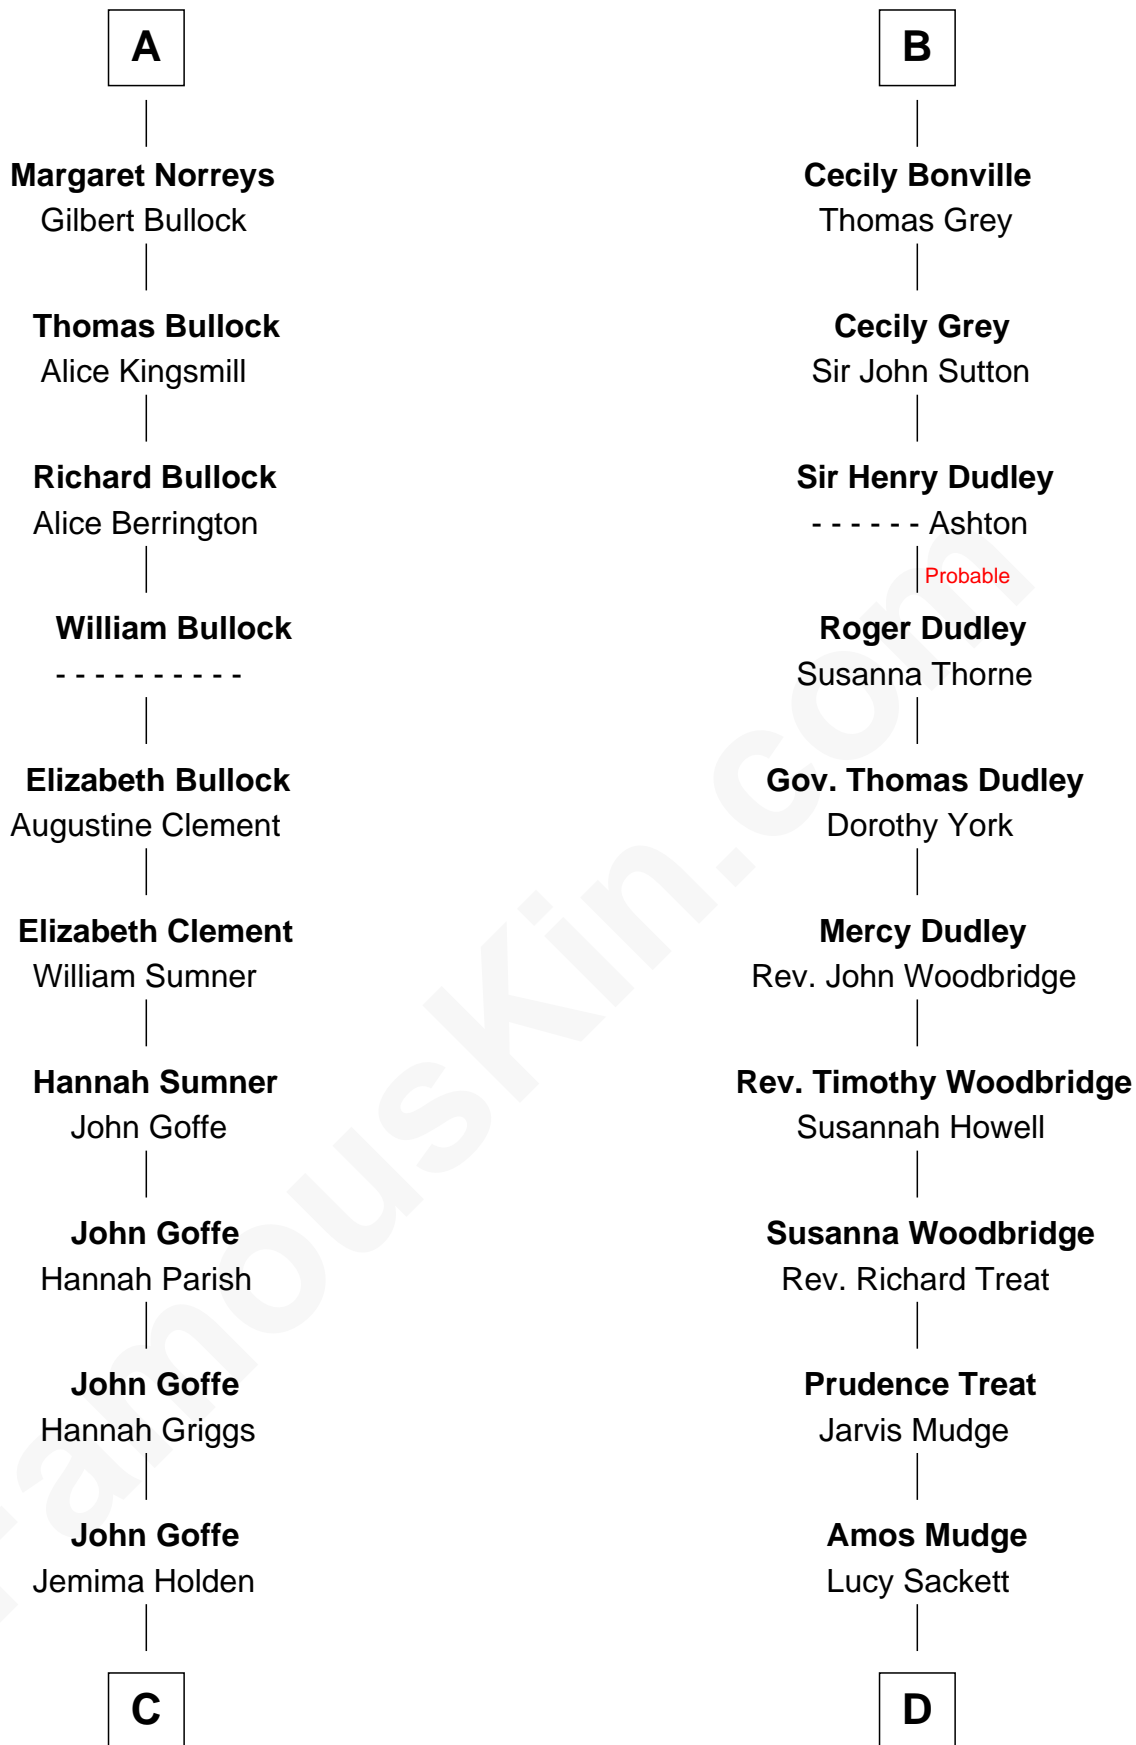 A
Margaret Norreys
Gilbert Bullock
Thomas Bullock
Alice Kingsmill
Richard Bullock
Alice Berrington
William Bullock
- - - - - - - - - -
Elizabeth Bullock
Augustine Clement
Elizabeth Clement
William Sumner
Hannah Sumner
John Goffe
John Goffe
Hannah Parish
John Goffe
Hannah Griggs
John Goffe
Jemima Holden
C
B
Cecily Bonville
Thomas Grey
Cecily Grey
Sir John Sutton
Sir Henry Dudley
- - - - - - Ashton
Probable
Roger Dudley
Susanna Thorne
Gov. Thomas Dudley
Dorothy York
Mercy Dudley
Rev. John Woodbridge
Rev. Timothy Woodbridge
Susannah Howell
Susanna Woodbridge
Rev. Richard Treat
Prudence Treat
Jarvis Mudge
Amos Mudge
Lucy Sackett
D
FamousKin.com